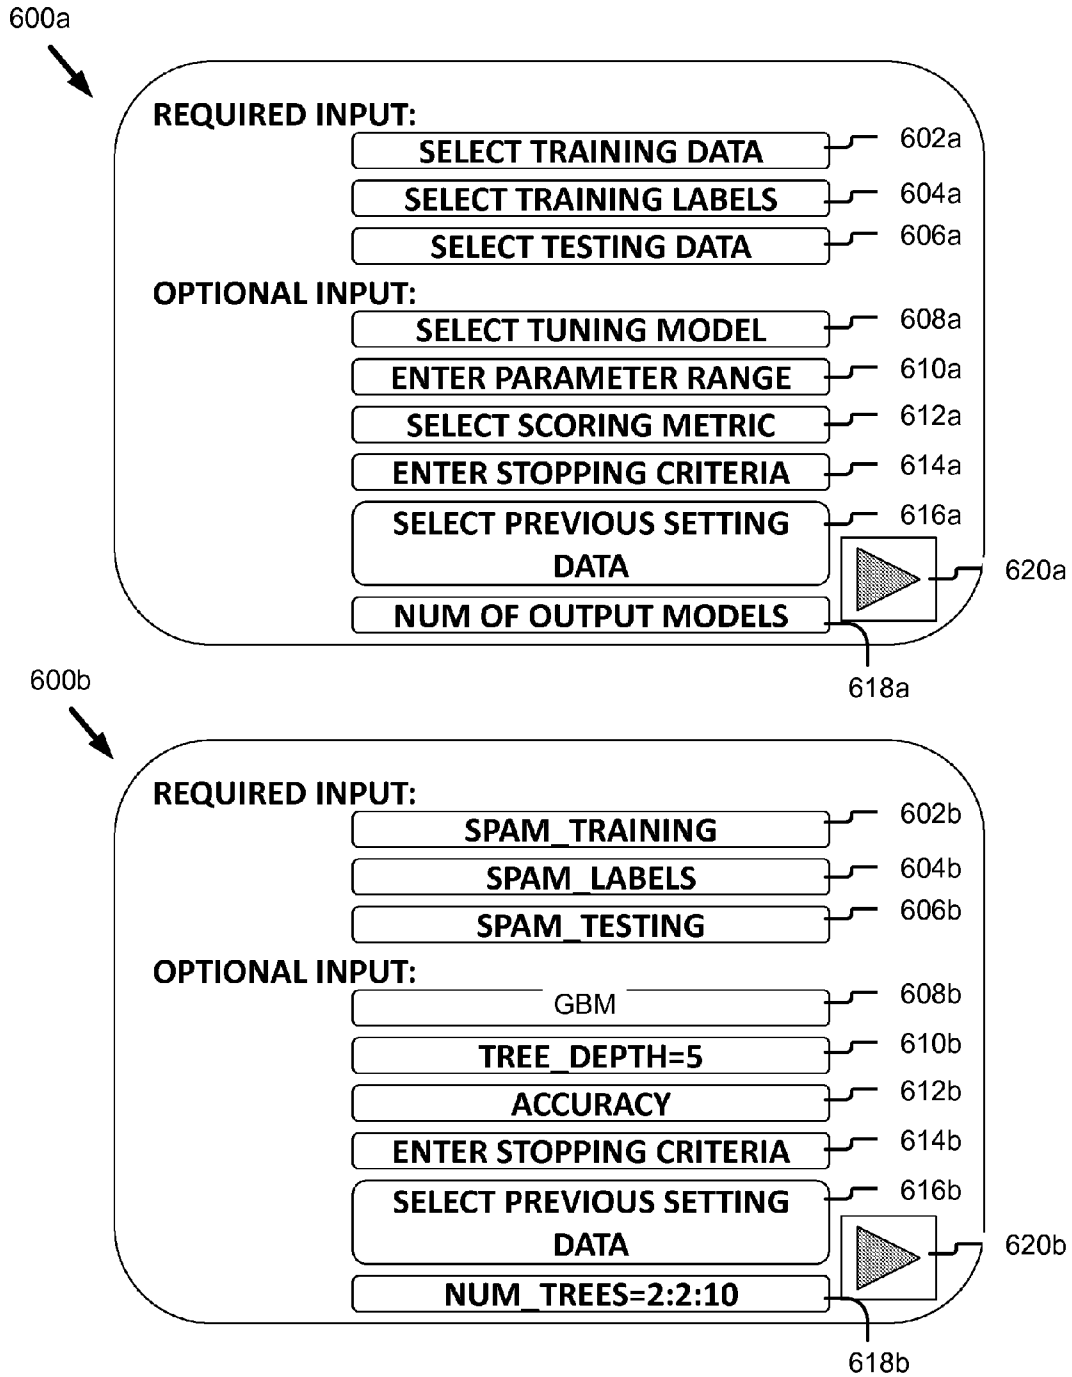 600a
REQUIRED INPUT:
SELECT TRAINING DATA
602a
SELECT TRAINING LABELS
604a
SELECT TESTING DATA
606a
OPTIONAL INPUT:
SELECT TUNING MODEL
608a
ENTER PARAMETER RANGE
610a
SELECT SCORING METRIC
612a
ENTER STOPPING CRITERIA
614a
SELECT PREVIOUS SETTING
DATA
616a
620a
NUM OF OUTPUT MODELS
618a
600b
REQUIRED INPUT:
SPAM_TRAINING
602b
SPAM_LABELS
604b
SPAM_TESTING
606b
OPTIONAL INPUT:
GBM
608b
TREE_DEPTH=5
610b
ACCURACY
612b
ENTER STOPPING CRITERIA
614b
SELECT PREVIOUS SETTING
DATA
616b
620b
NUM_TREES=2:2:10
618b